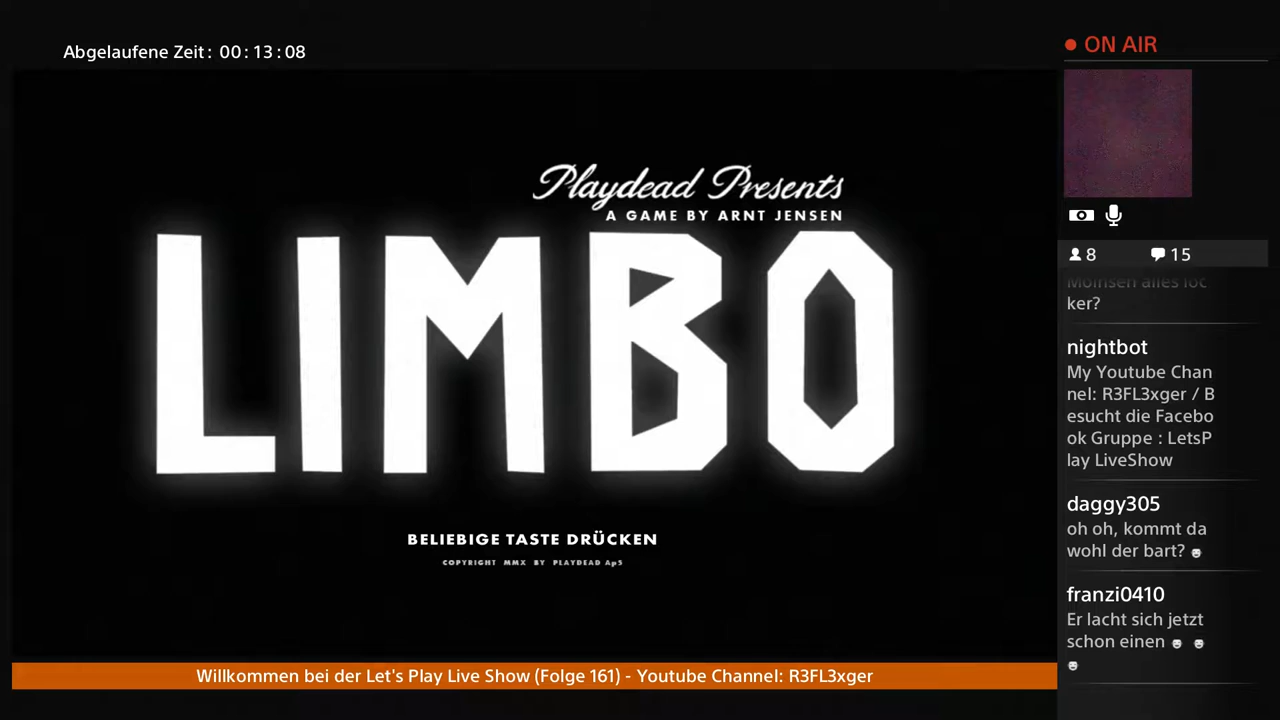 Abgelaufene Zeit: 00:13:08
ON AIR
Playdead Presents
A GAME BY ARNT JENSEN
LIMBO
BELIEBIGE TASTE DRÜCKEN
COPYRIGHT MMX BY PLAYDEAD ApS
Willkommen bei der Let's Play Live Show (Folge 161) - Youtube Channel: R3FL3xger
8 15
Moinsen alles loc
ker?
nightbot
My Youtube Chan
nel: R3FL3xger / B
esucht die Facebo
ok Gruppe : LetsP
lay LiveShow
daggy305
oh oh, kommt da
wohl der bart?
franzi0410
Er lacht sich jetzt
schon einen